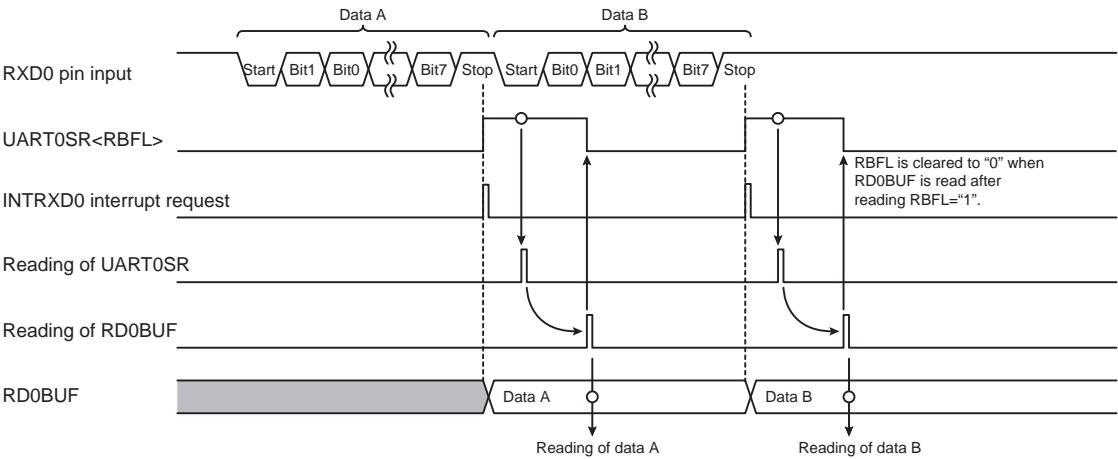 Data A Data B
RXD0 pin input Start Bit1 Bit0 Bit7 Stop Start Bit0 Bit1 Bit7 Stop
UART0SR<RBFL>
RBFL is cleared to “0” when
RD0BUF is read after
reading RBFL=“1”.
INTRXD0 interrupt request
Reading of UART0SR
Reading of RD0BUF
RD0BUF Data A Data B
Reading of data A Reading of data B